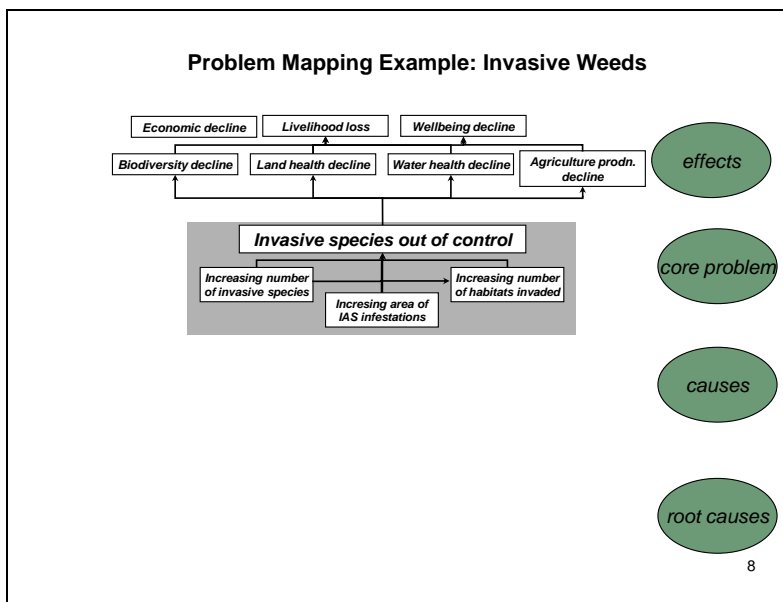 Problem Mapping Example: Invasive Weeds
Economic decline
Livelihood loss
Wellbeing decline
Biodiversity decline
Land health decline
Water health decline
Agriculture prodn.
decline
effects
Invasive species out of control
core problem
Increasing number
of invasive species
Incresing area of
IAS infestations
Increasing number
of habitats invaded
causes
root causes
8